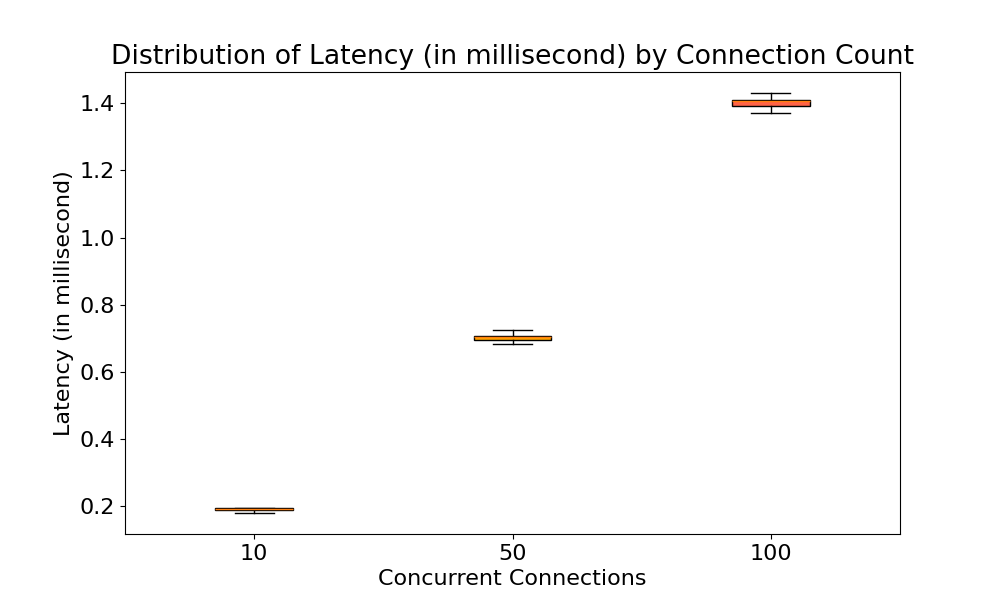 Distribution of Latency (in millisecond) by Connection Count
1.4
1.2
1.0
0.8
0.6
0.4
0.2
Latency (in millisecond)
10 50 100
Concurrent Connections